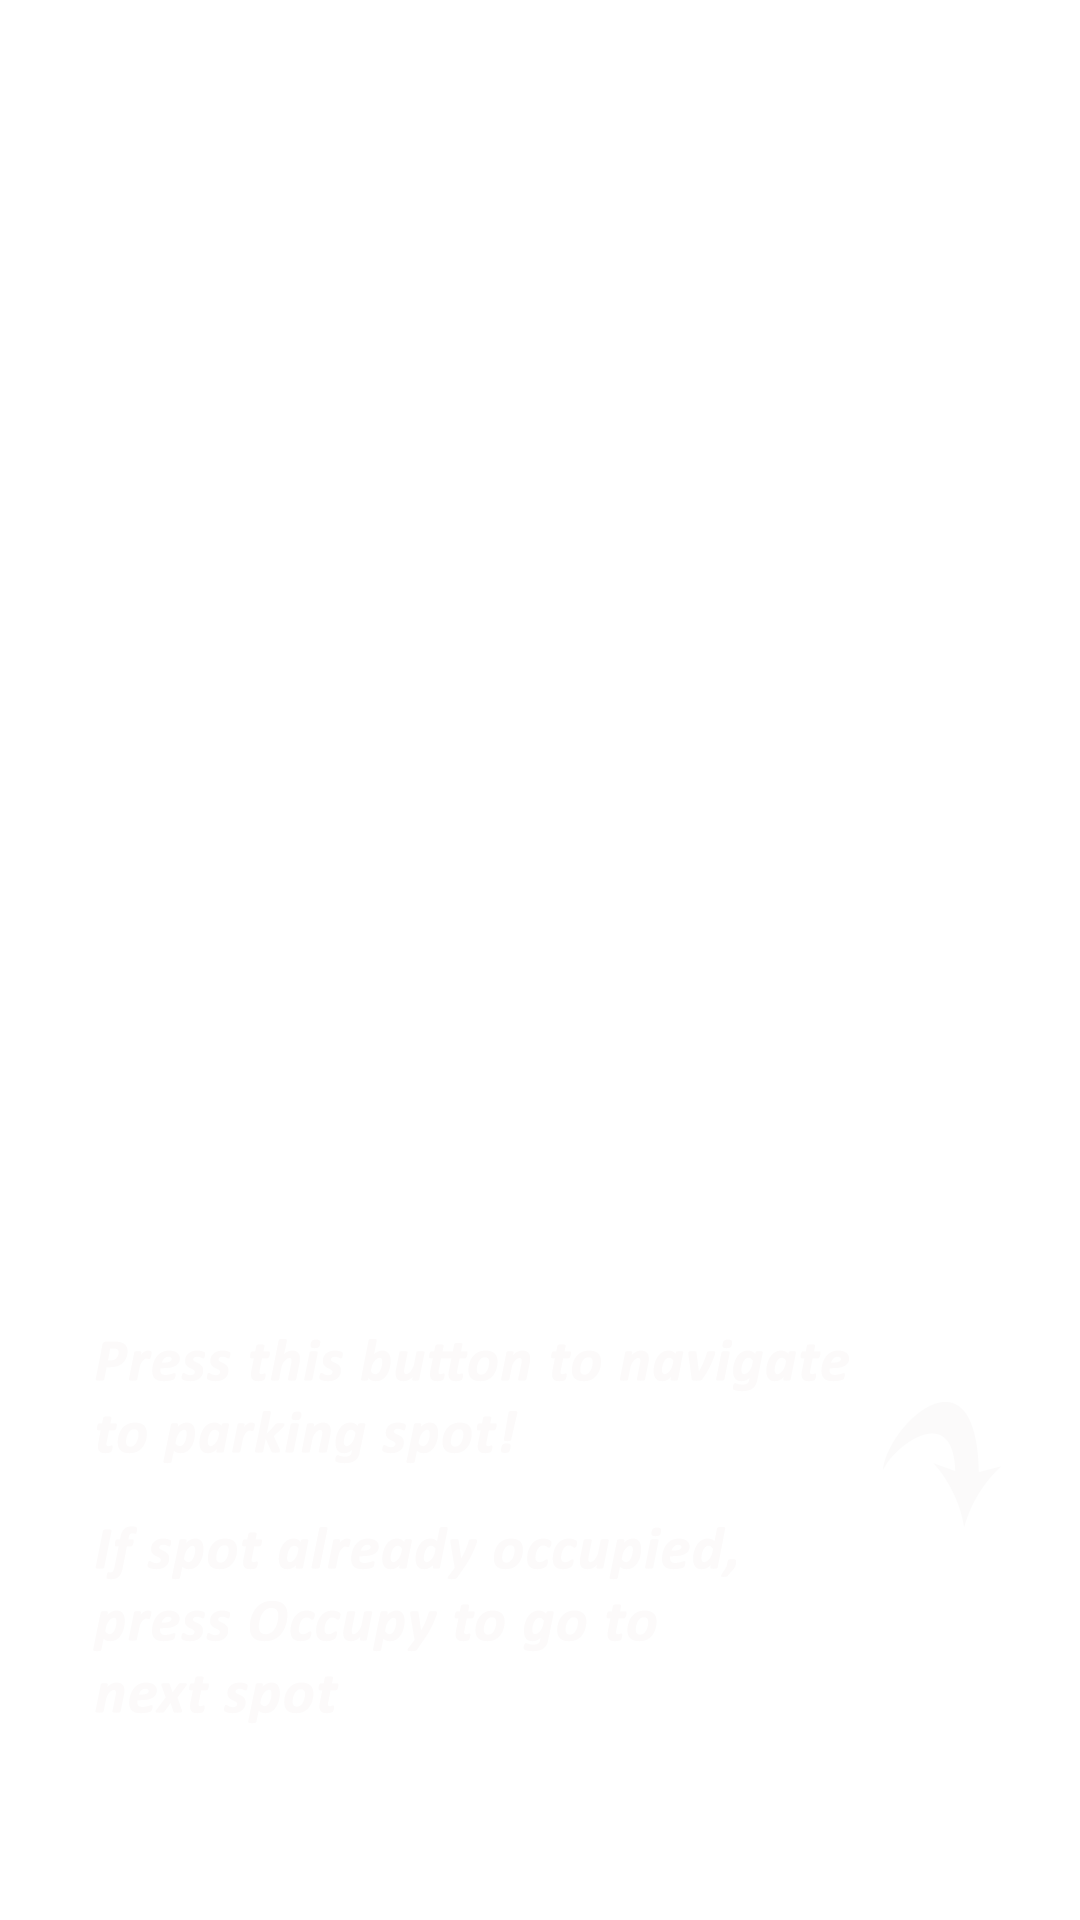 Press this button to navigate
to parking spot!
If spot already occupied,
press Occupy to go to
next spot